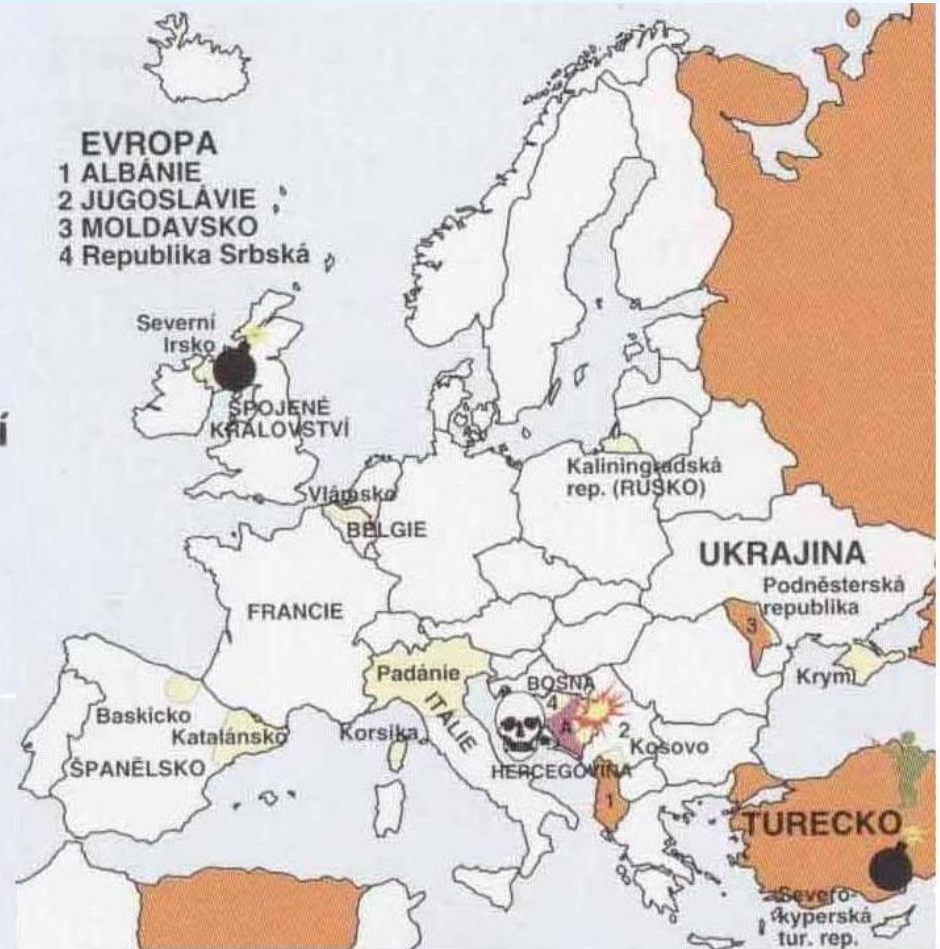 EVROPA
1 ALBÁNIE
2 JUGOSLÁVIE
3 MOLDAVSKO
4 Republika Srbská
Severní
Irsko
SPOJENÉ
KRÁLOVSTVÍ
í
Vlámsko
BELGIE
Kaliningradská
rep. (RUSKO)
UKRAJINA
Podněsterská
republika
3
FRANCIE
Krym
Padánie
ITÁLIE
BOSNA
4
A
2
Kosovo
HERCEGOVINA
1
Baskicko
Katalánsko
Korsika
ŠPANĚLSKO
TURECKO
Severo-
kyperská
tur. rep.